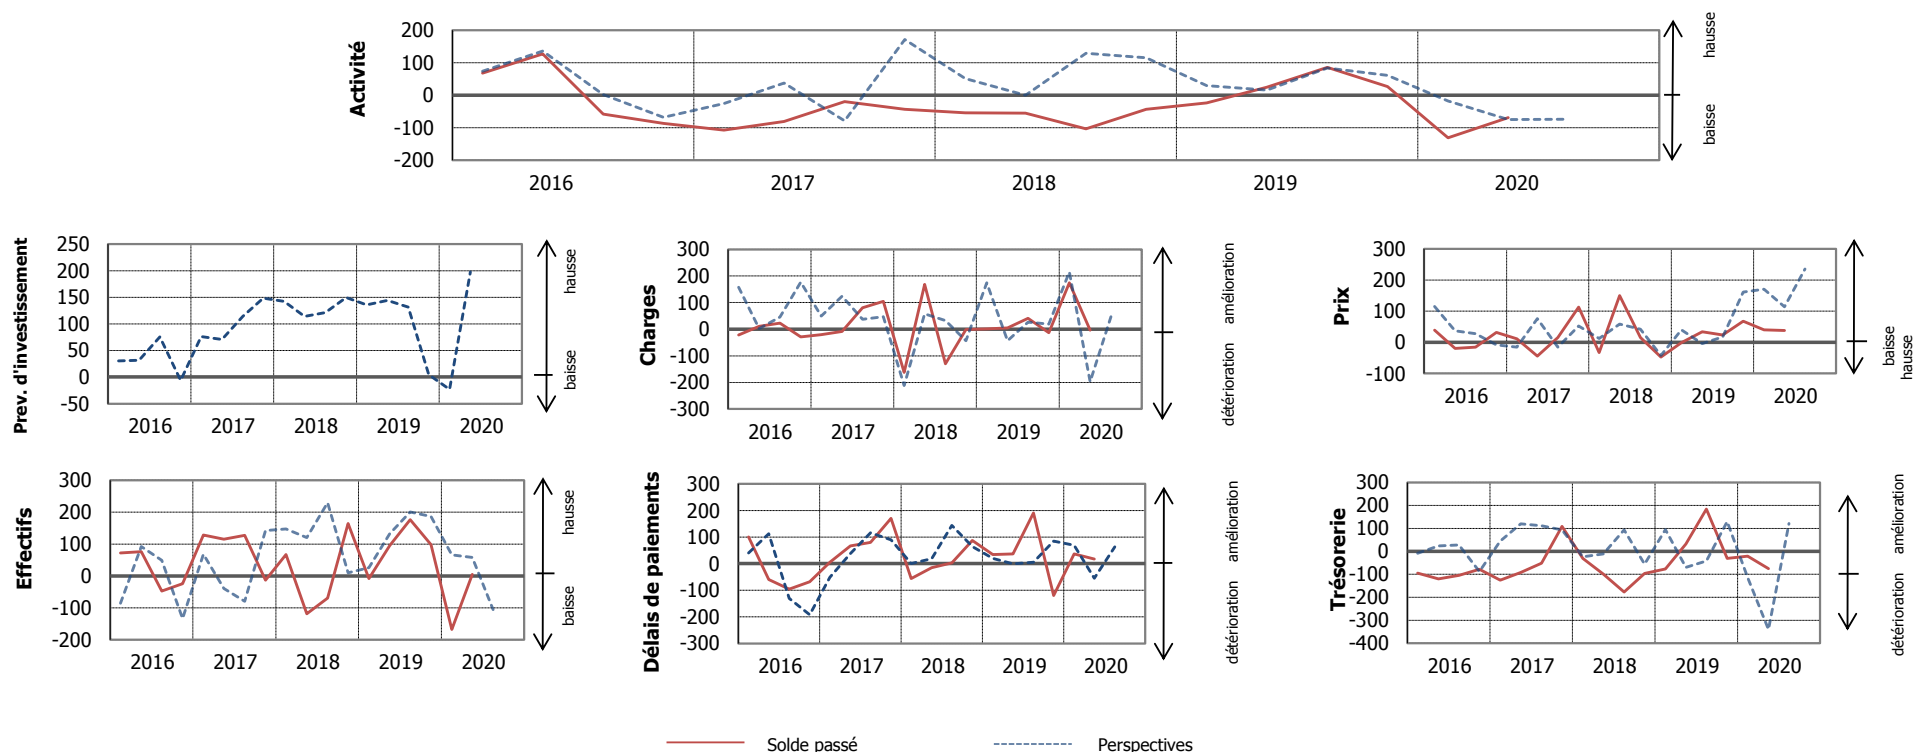 Activité
200
100
0
-100
-200
2016 2017 2018 2019 2020
hausse
baisse
Prev. d'investissement
250
200
150
100
50
0
-50
2016 2017 2018 2019 2020
hausse
baisse
Charges
300
200
100
0
-100
-200
-300
2016 2017 2018 2019 2020
amélioration
détérioration
Prix
300
200
100
0
-100
2016 2017 2018 2019 2020
baisse
hausse
Effectifs
300
200
100
0
-100
-200
2016 2017 2018 2019 2020
hausse
baisse
Délais de paiements
300
200
100
0
-100
-200
-300
2016 2017 2018 2019 2020
amélioration
détérioration
Trésorerie
300
200
100
0
-100
-200
-300
-400
2016 2017 2018 2019 2020
amélioration
détérioration
Solde passé Perspectives